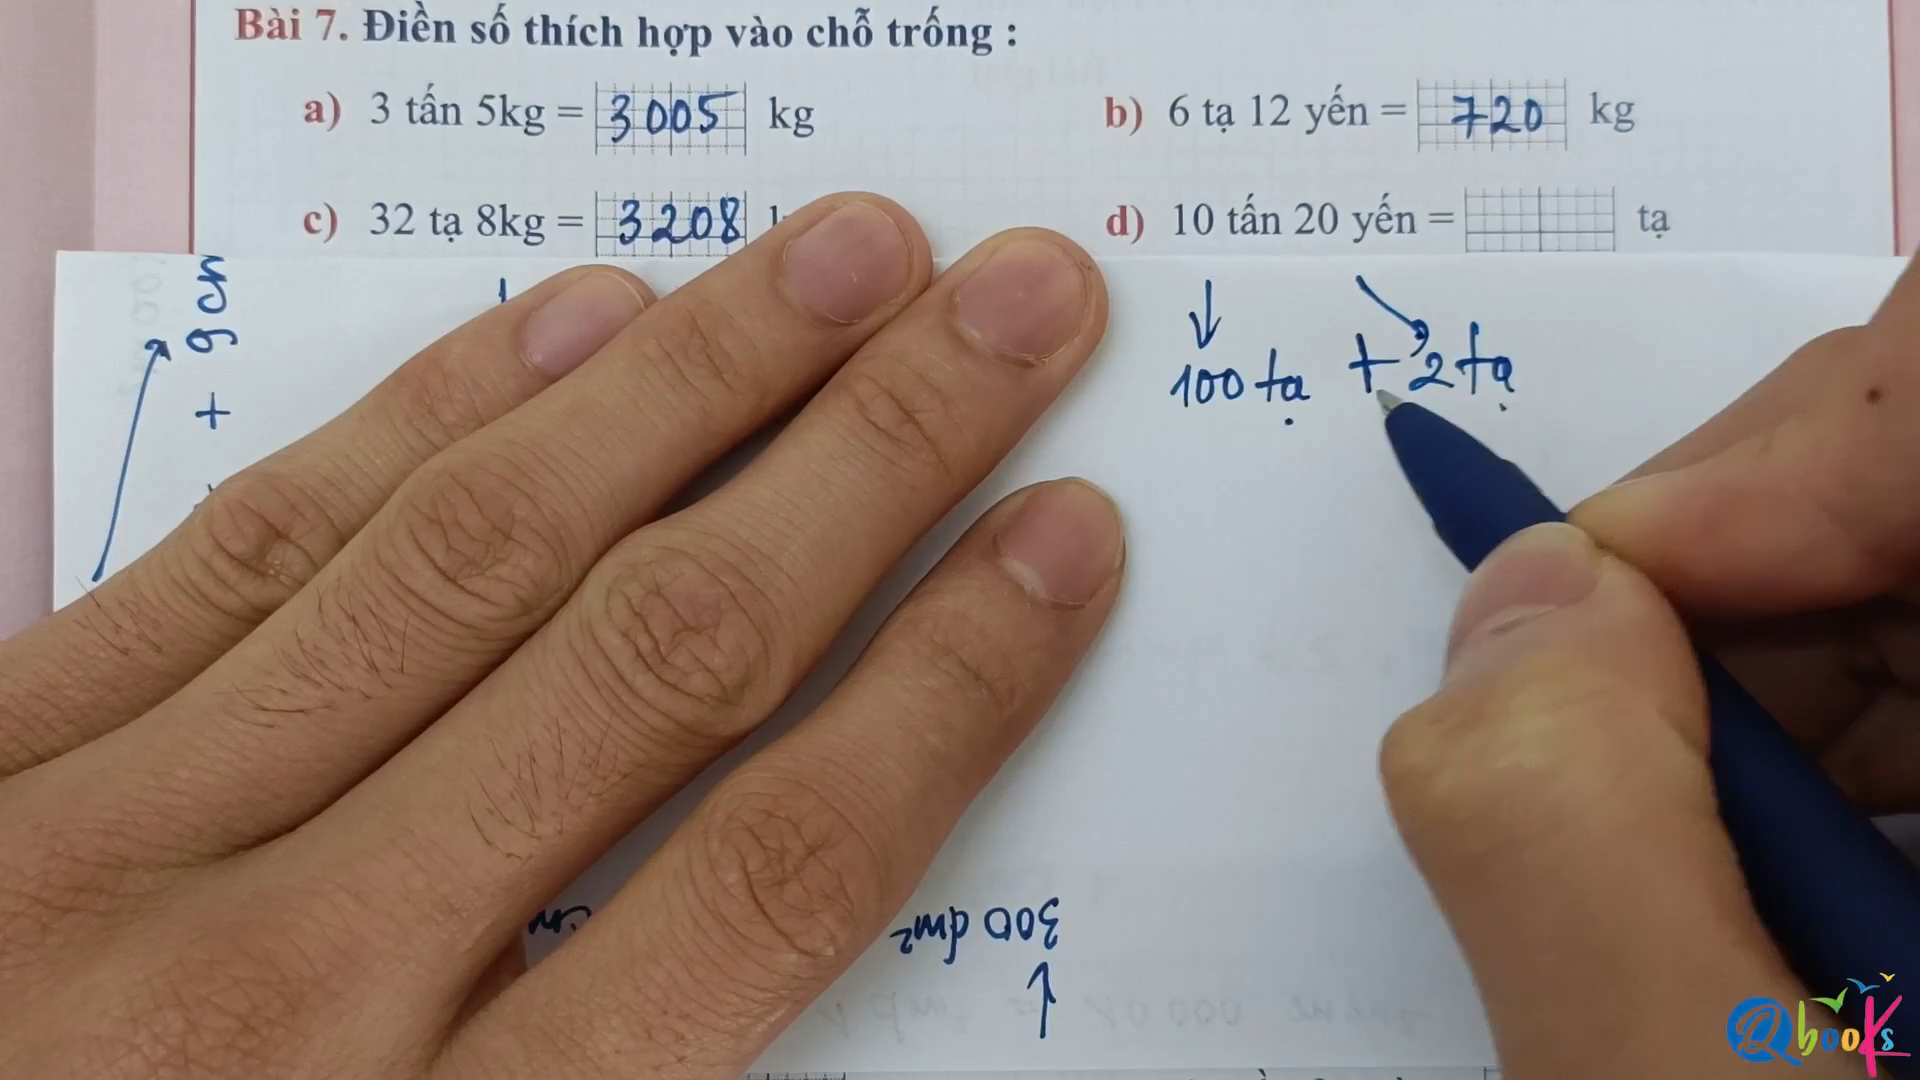 Bài 7. Điền số thích hợp vào chỗ trống :
a) 3 tấn 5kg = 3005 kg
b) 6 tạ 12 yến = 720 kg
c) 32 tạ 8kg = 3208
d) 10 tấn 20 yến = tạ
100 tạ + 2 tạ
+
300 dm²
Qbooks